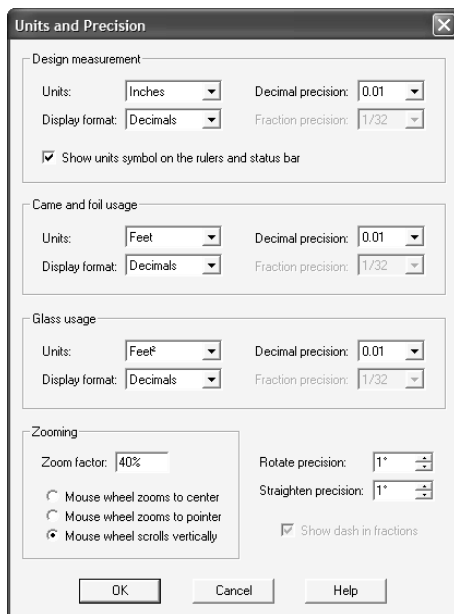 Units and Precision
Design measurement
Units: Inches Decimal precision: 0.01
Display format: Decimals Fraction precision: 1/32
Show units symbol on the rulers and status bar
Came and foil usage
Units: Feet Decimal precision: 0.01
Display format: Decimals Fraction precision: 1/32
Glass usage
Units: Feet² Decimal precision: 0.01
Display format: Decimals Fraction precision: 1/32
Zooming
Zoom factor: 40% Rotate precision: 1°
Straighten precision: 1°
Mouse wheel zooms to center
Mouse wheel zooms to pointer
Mouse wheel scrolls vertically Show dash in fractions
OK Cancel Help